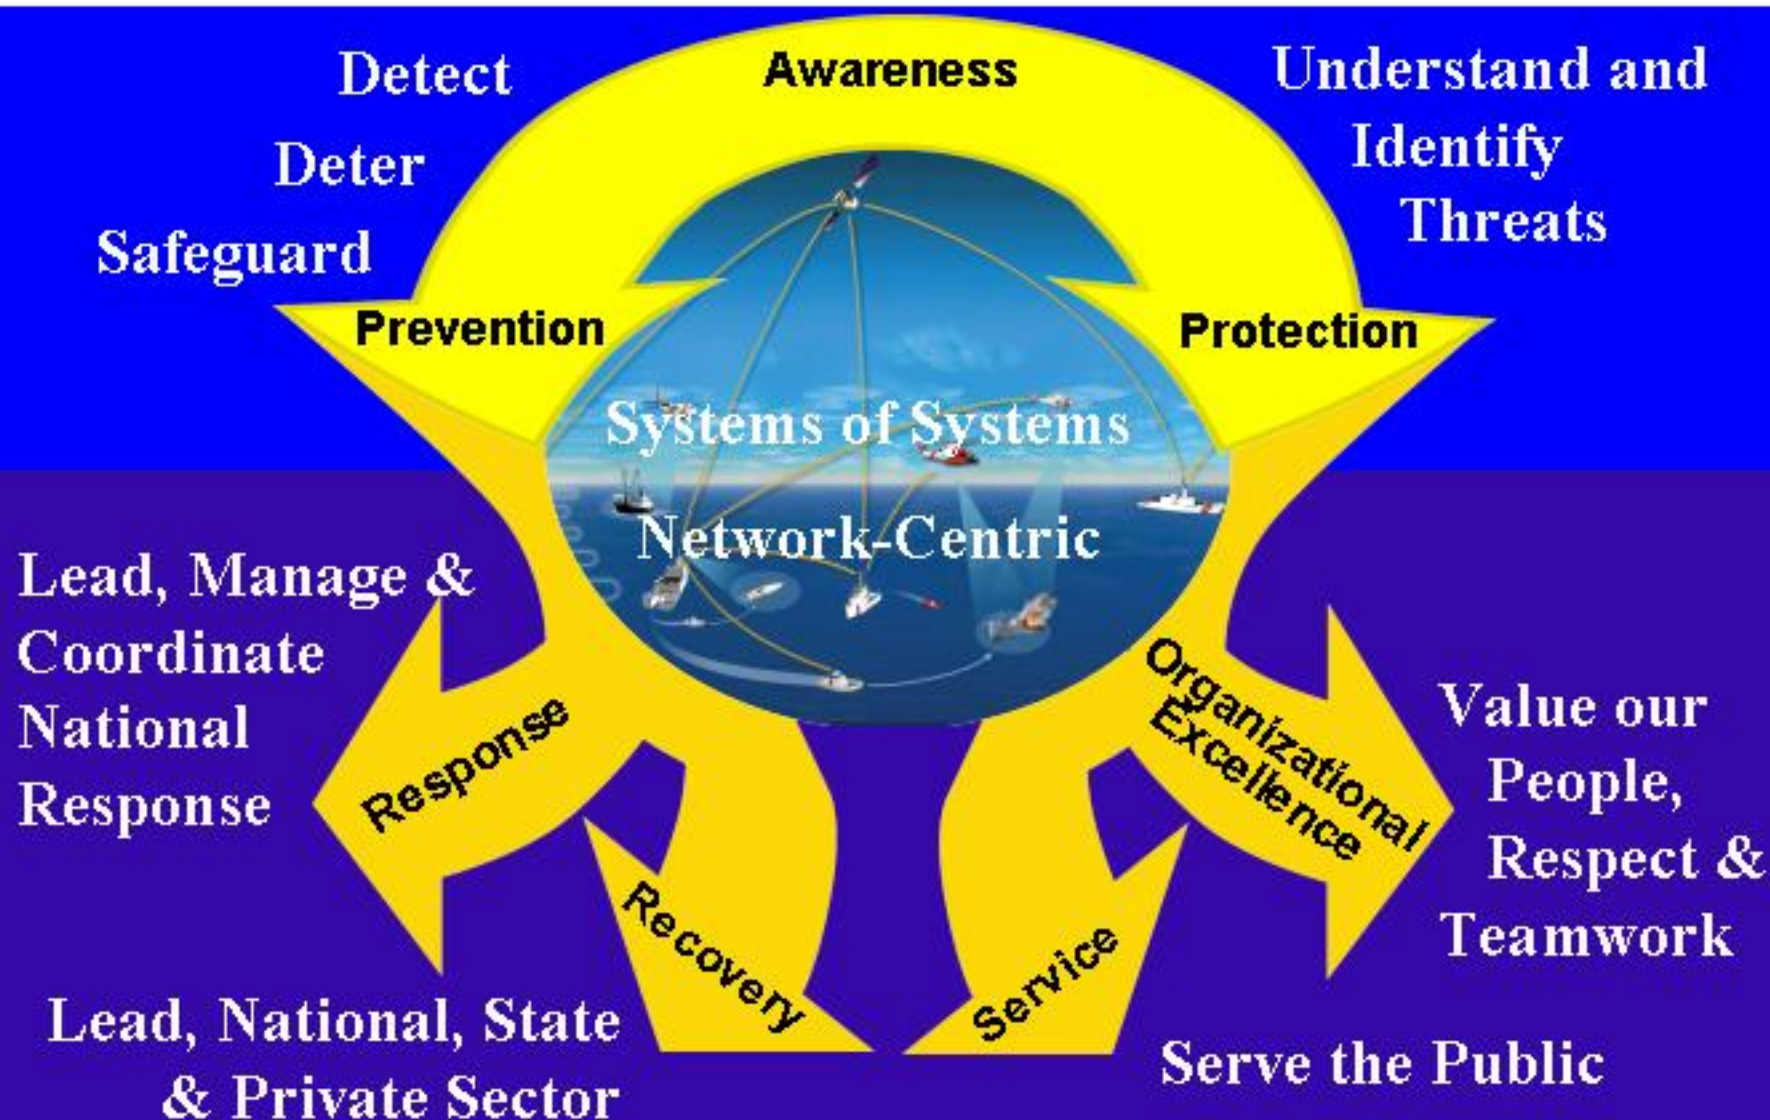 Awareness
Detect
Deter
Safeguard
Understand and
Identify
Threats
Prevention
Protection
Systems of Systems
Network-Centric
Lead, Manage &
Coordinate
National
Response
Response
Organizational
Excellence
Value our
People,
Respect &
Teamwork
Recovery
Service
Lead, National, State
& Private Sector
Serve the Public